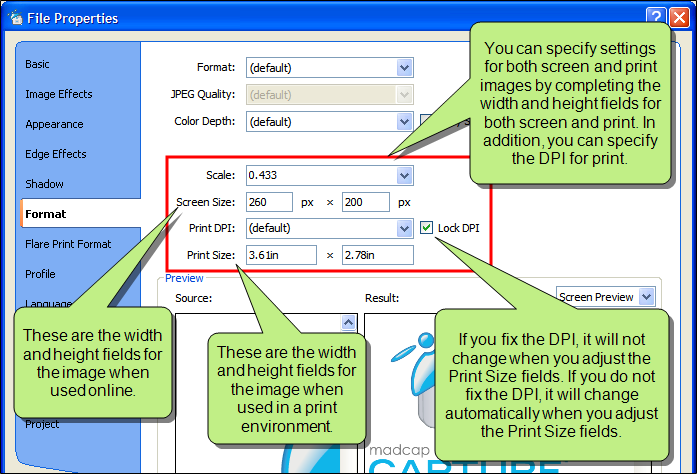 File Properties
?
Basic
Image Effects
Appearance
Edge Effects
Shadow
Format
Flare Print Format
Profile
Language
Project
Format: (default)
JPEG Quality: (default)
Color Depth: (default)
Scale: 0.433
Screen Size: 260 px × 200 px
Print DPI: (default) Lock DPI
Print Size: 3.61in × 2.78in
Preview
Source:
Result:
Screen Preview
You can specify settings
for both screen and print
images by completing the
width and height fields for
both screen and print. In
addition, you can specify
the DPI for print.
These are the width
and height fields for
the image when
used online.
These are the width
and height fields for
the image when
used in a print
environment.
If you fix the DPI, it will not
change when you adjust the
Print Size fields. If you do not
fix the DPI, it will change
automatically when you adjust
the Print Size fields.
madcap
CAPTURE